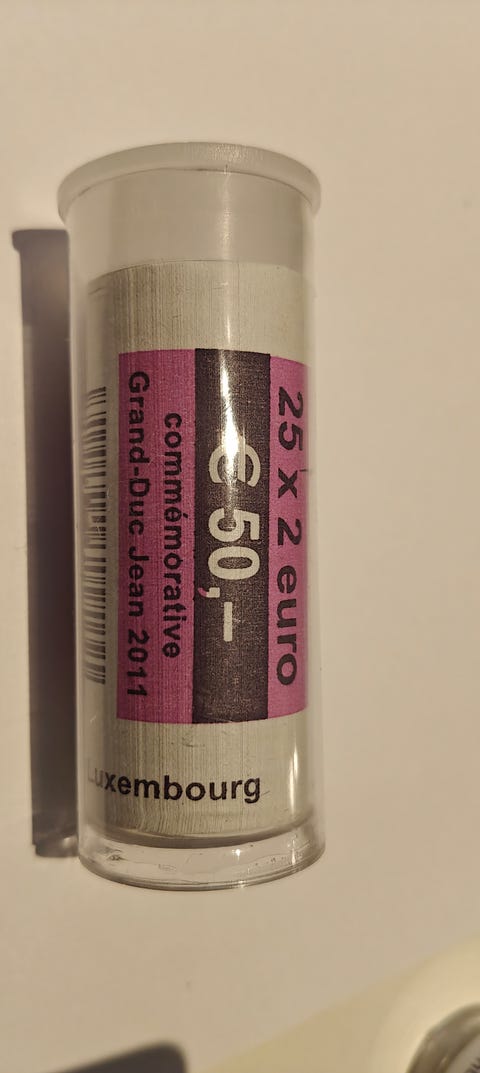 25 x 2 euro
€ 50,–
commémorative
Grand-Duc Jean 2011
Luxembourg